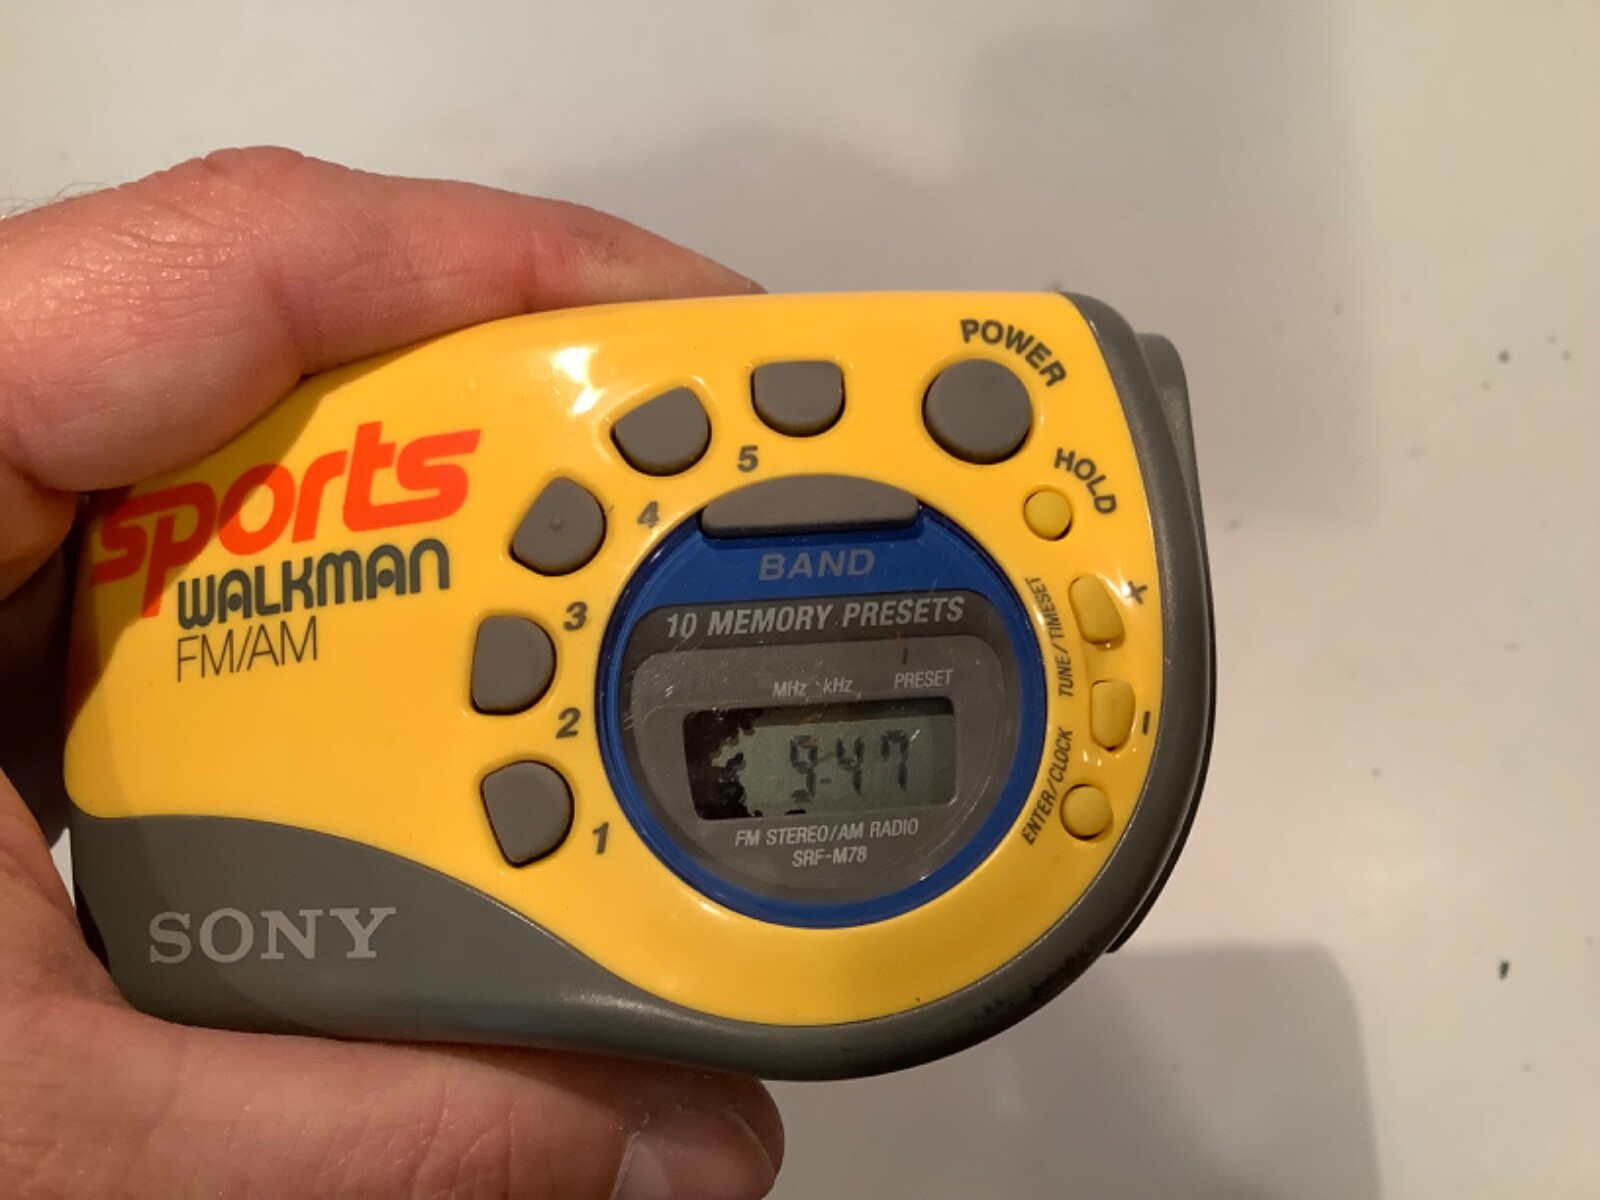 POWER
HOLD
sports
WALKMAN
FM/AM
5
4
3
2
1
BAND
10 MEMORY PRESETS
MHz kHz PRESET
9:47
FM STEREO/AM RADIO
SRF-M78
+
TUNE/TIMESET
-
ENTER/CLOCK
SONY